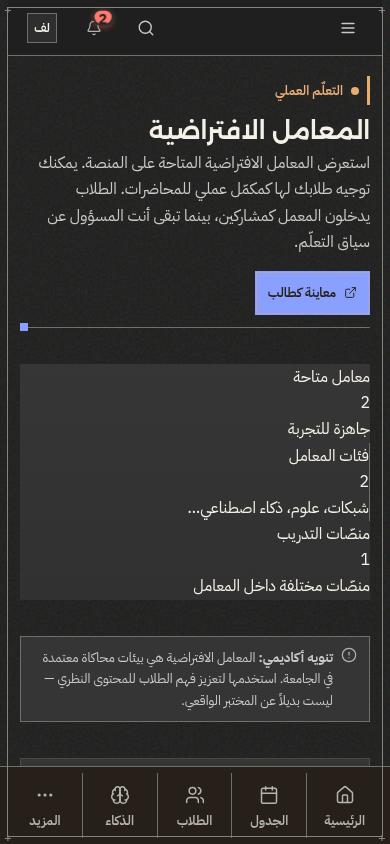 لف
2
التعلّم العملي
المعامل الافتراضية
استعرض المعامل الافتراضية المتاحة على المنصة. يمكنك
توجيه طلابك لها كمكمّل عملي للمحاضرات. الطلاب
يدخلون المعمل كمشاركين، بينما تبقى أنت المسؤول عن
سياق التعلّم.
معاينة كطالب
معامل متاحة
2
جاهزة للتجربة
فئات المعامل
2
شبكات، علوم، ذكاء اصطناعي...
منصّات التدريب
1
منصّات مختلفة داخل المعامل
تنويه أكاديمي: المعامل الافتراضية هي بيئات محاكاة معتمدة
في الجامعة. استخدمها لتعزيز فهم الطلاب للمحتوى النظري —
ليست بديلاً عن المختبر الواقعي.
الرئيسية
الجدول
الطلاب
الذكاء
المزيد